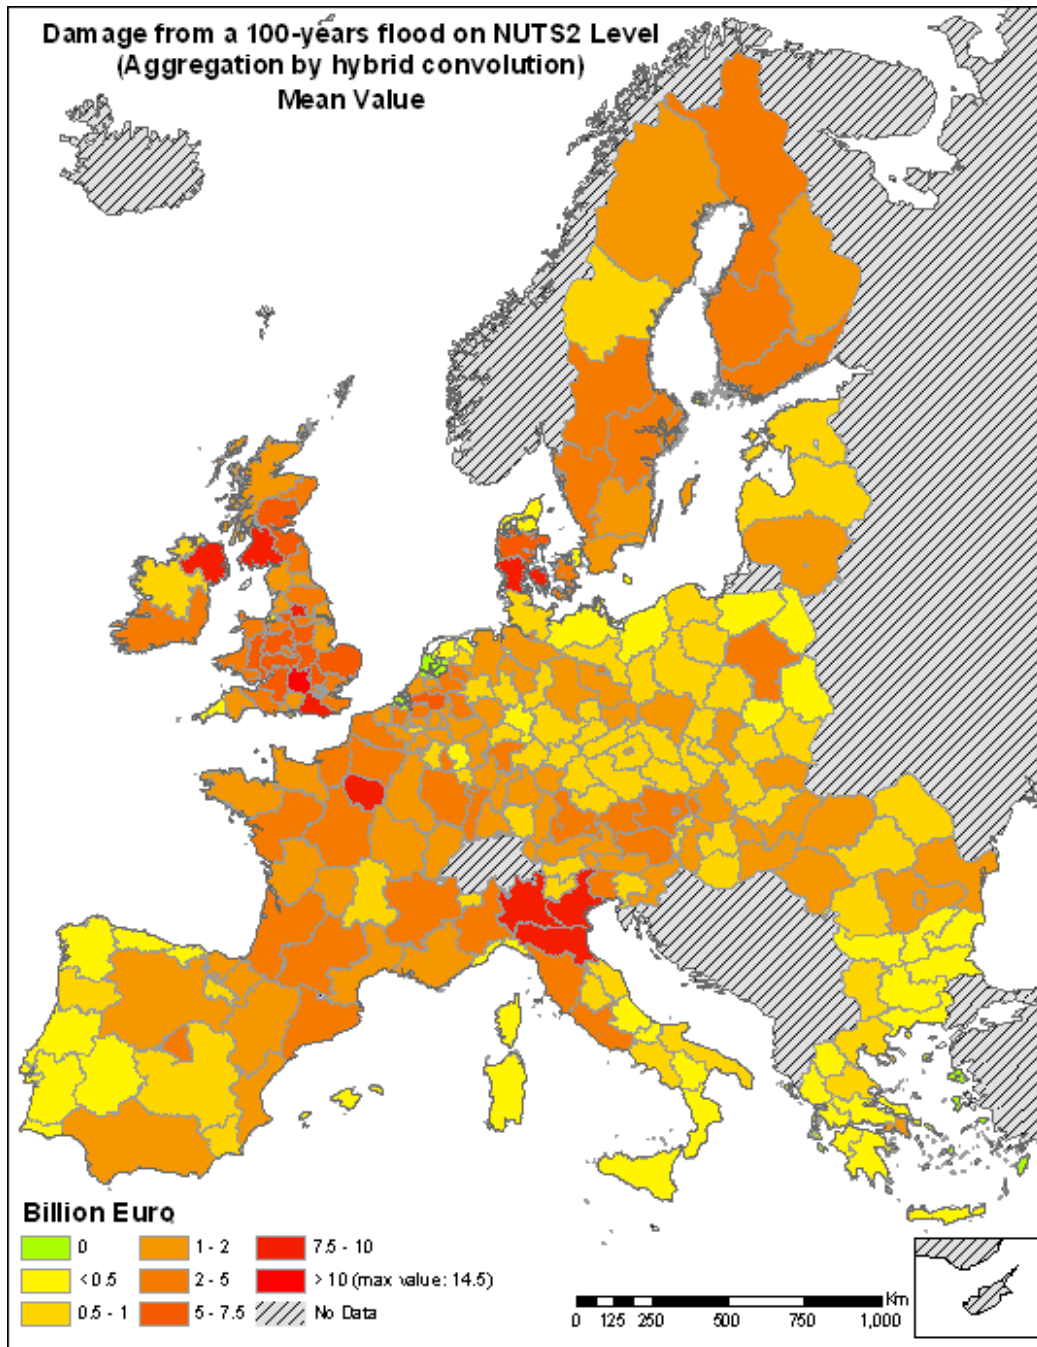 Damage from a 100-years flood on NUTS2 Level
(Aggregation by hybrid convolution)
Mean Value
Billion Euro
0
< 0.5
0.5 - 1
1 - 2
2 - 5
5 - 7.5
7.5 - 10
> 10 (max value: 14.5)
No Data
Km
0 125 250 500 750 1,000